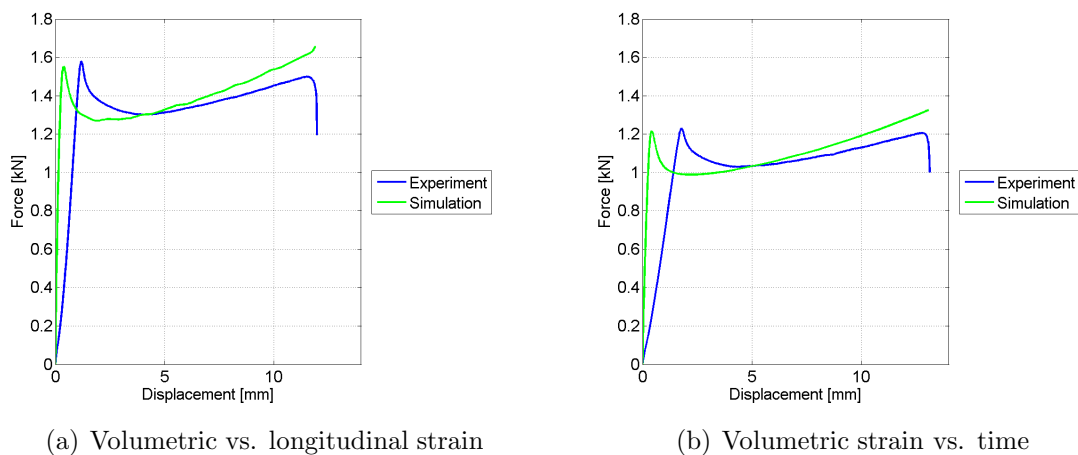 1.8
1.6
1.4
1.2
1
0.8
0.6
0.4
0.2
0
0 5 10
Force [kN]
Displacement [mm]
Experiment
Simulation
(a) Volumetric vs. longitudinal strain
1.8
1.6
1.4
1.2
1
0.8
0.6
0.4
0.2
0
0 5 10
Force [kN]
Displacement [mm]
Experiment
Simulation
(b) Volumetric strain vs. time